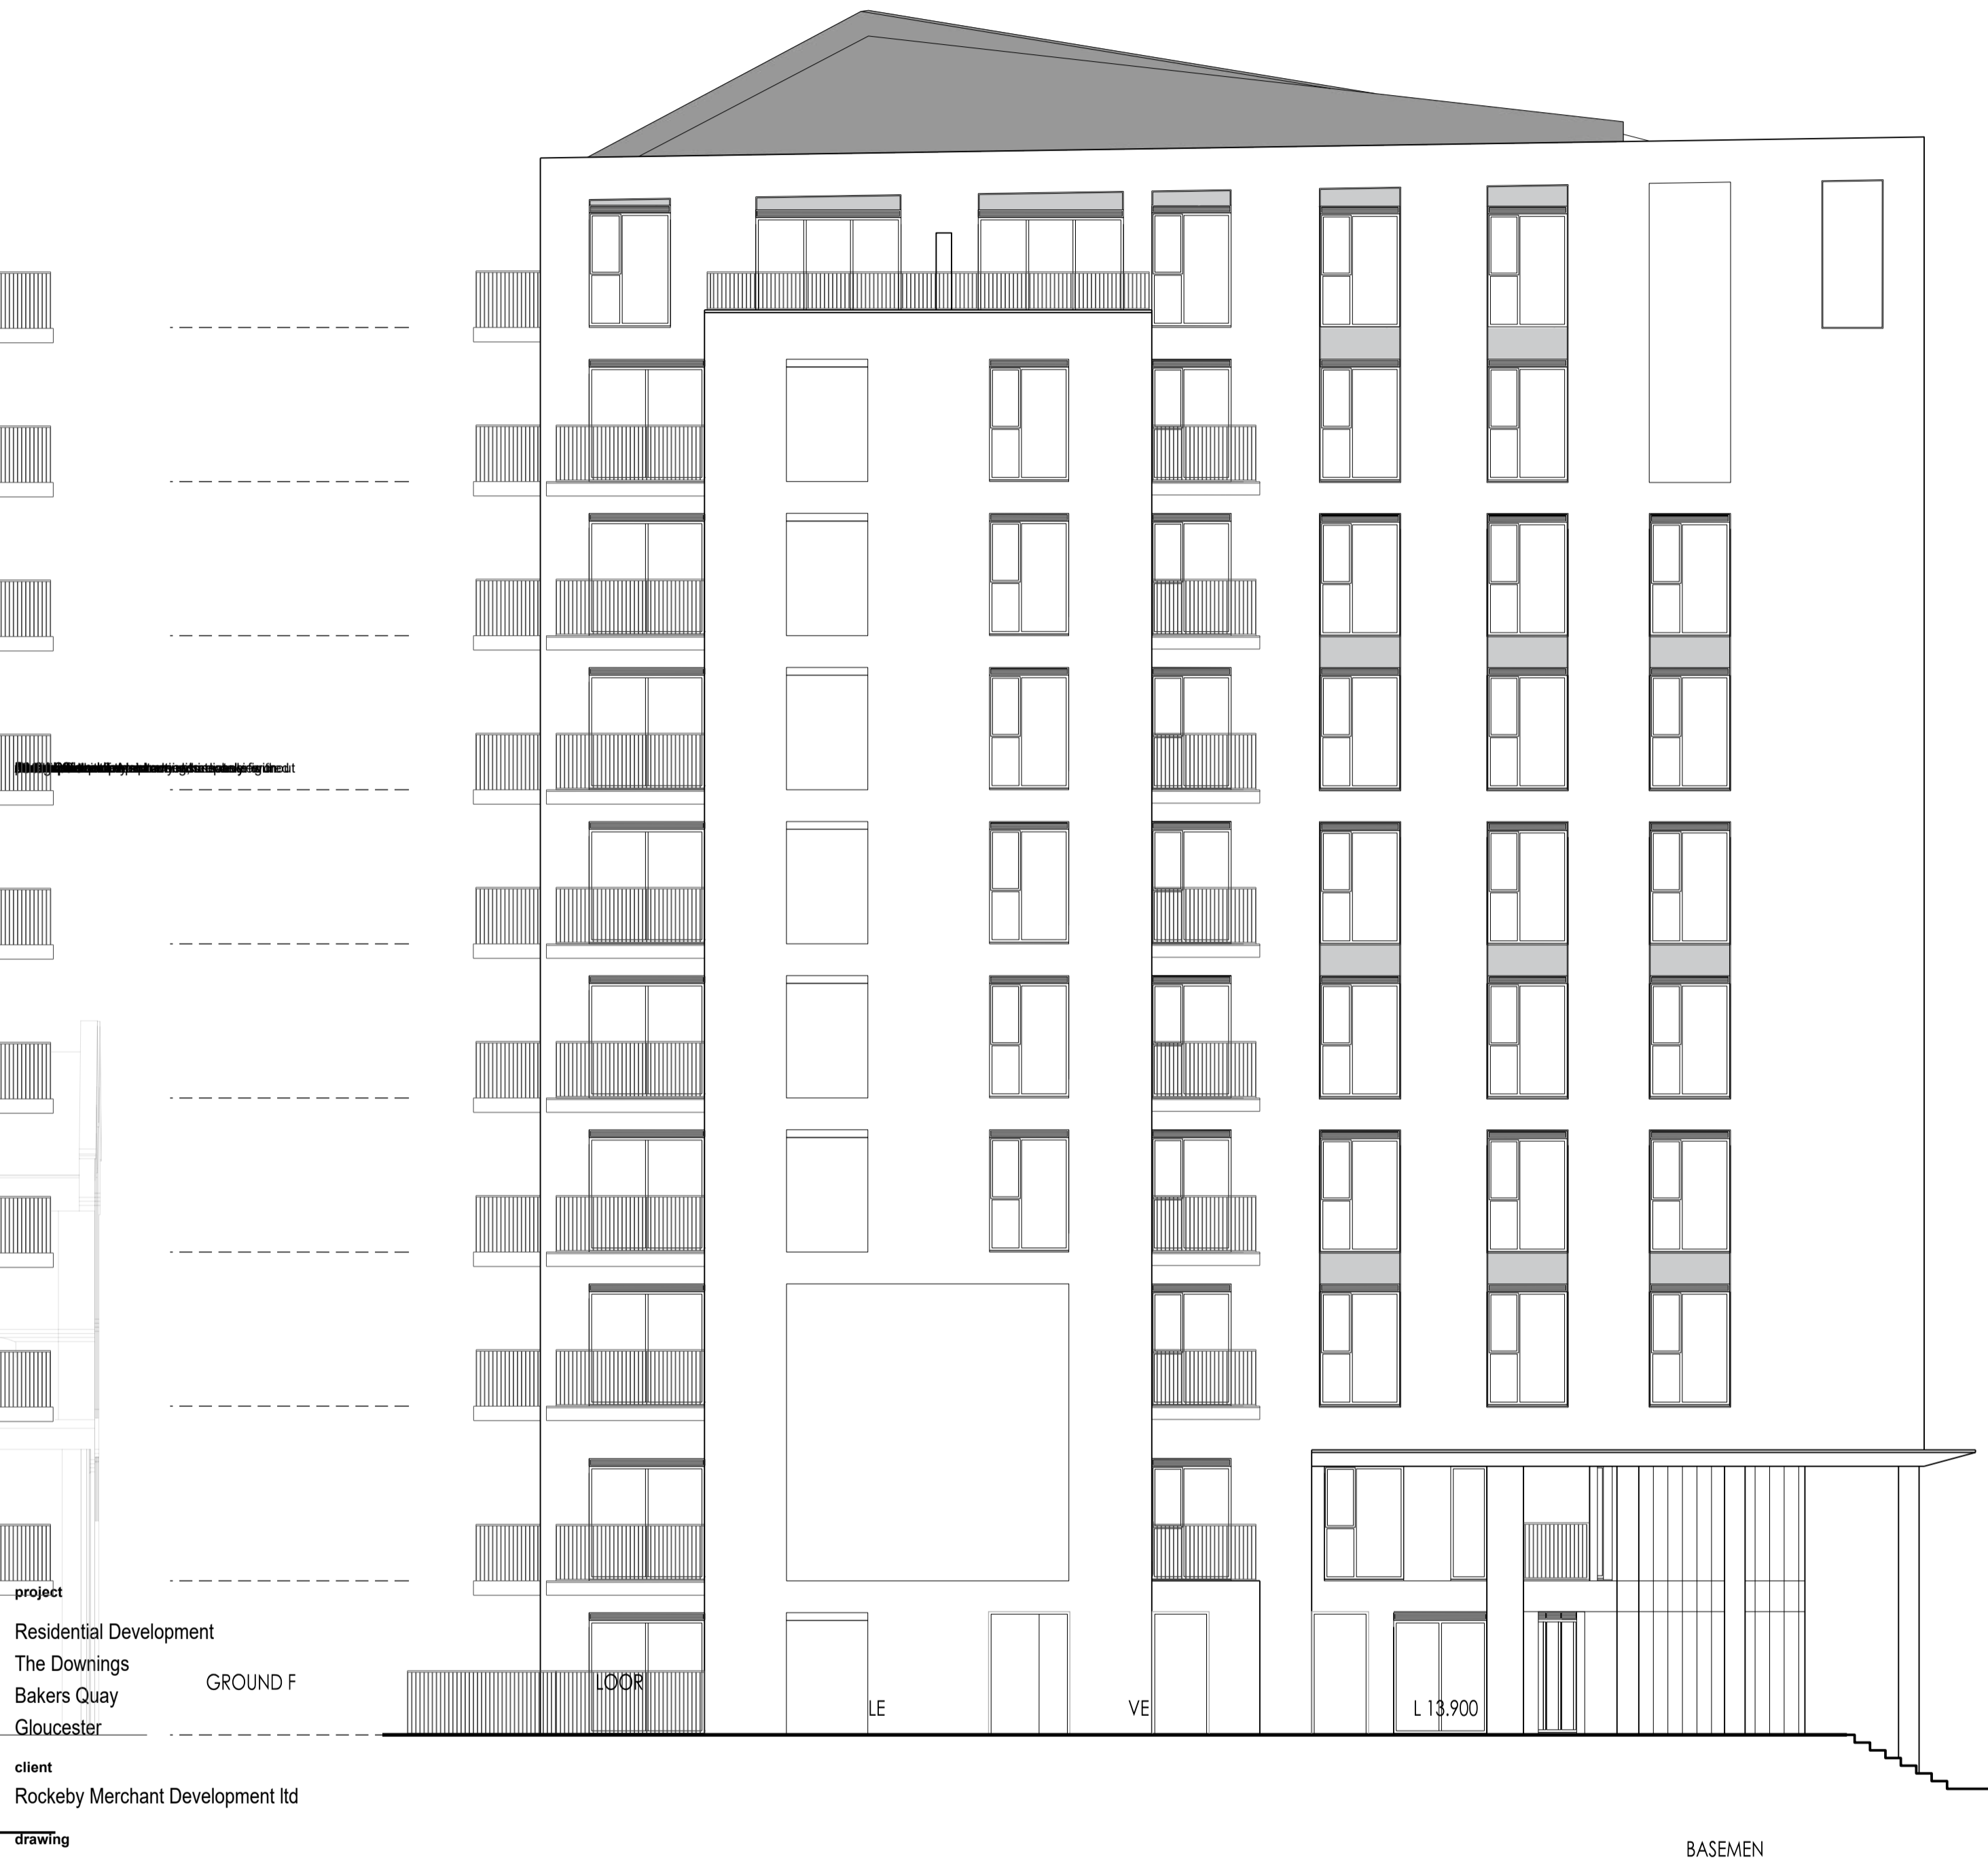 project
Residential Development
The Downings
GROUND F LOOR
Bakers Quay
LE VE L 13.900
Gloucester
client
Rockeby Merchant Development ltd
drawing
BASEMEN